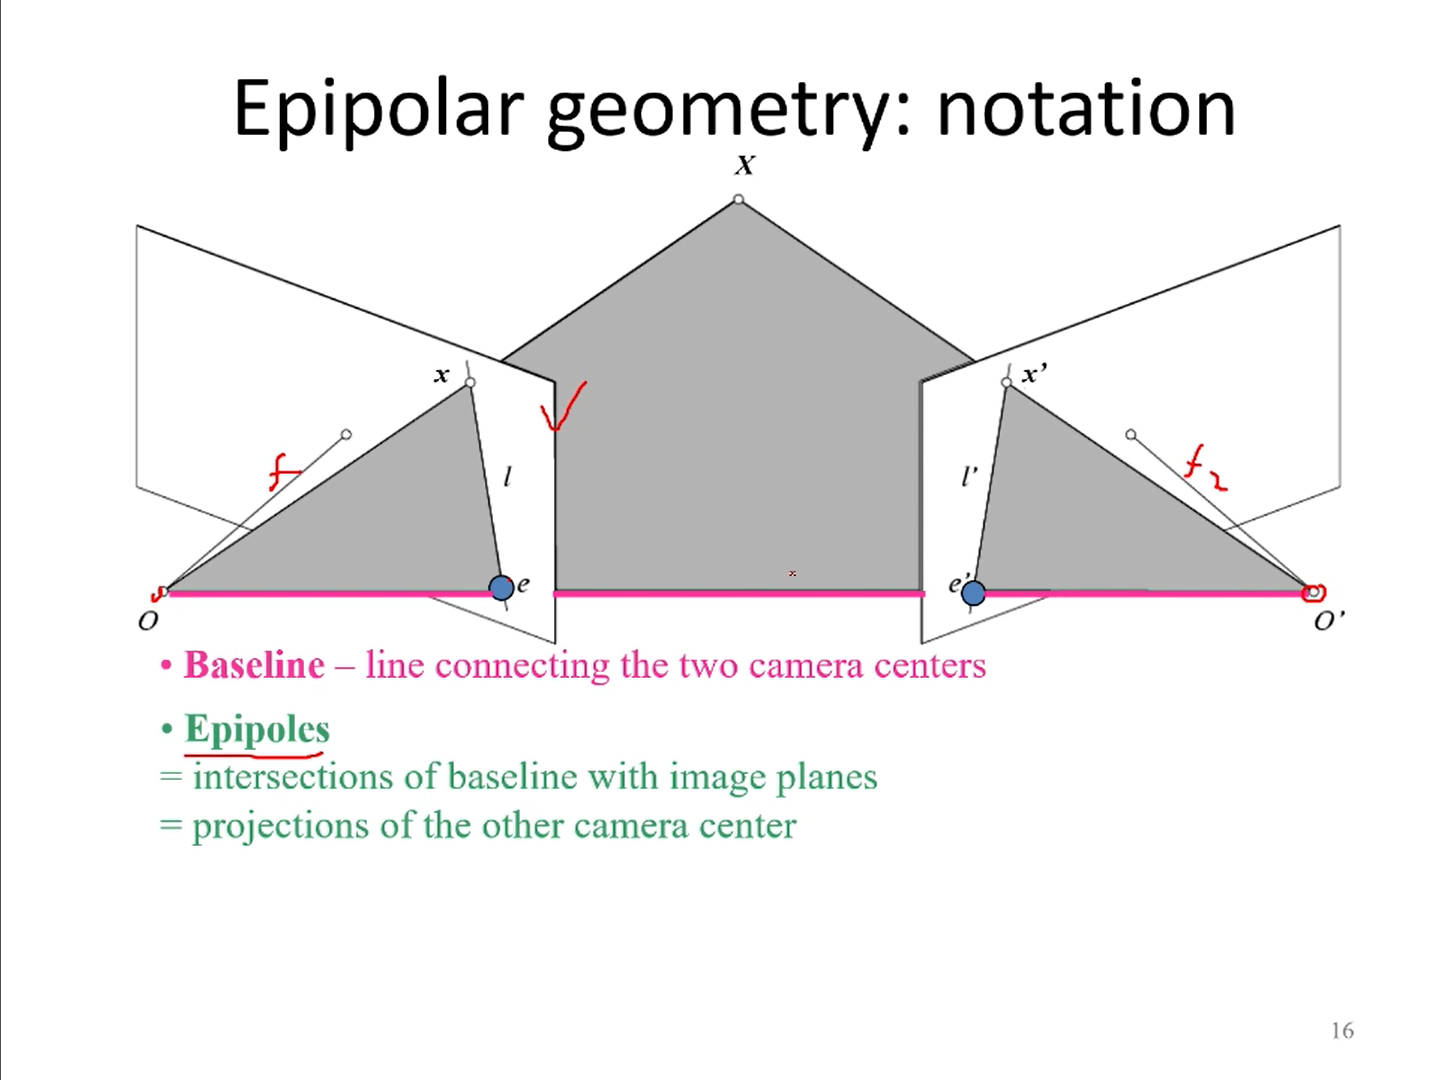 Epipolar geometry: notation
X
x
x’
f
f2
l
l’
e
e’
O
O’
• Baseline – line connecting the two camera centers
• Epipoles
= intersections of baseline with image planes
= projections of the other camera center
16